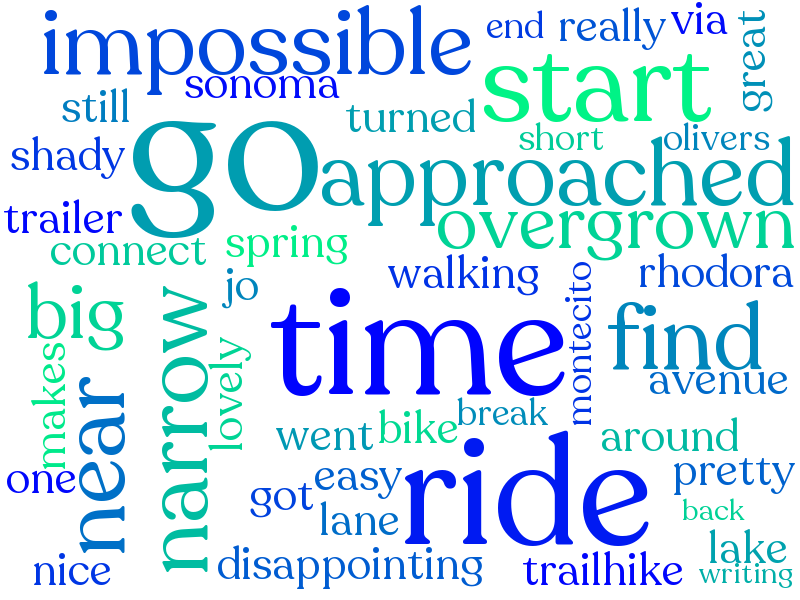 impossible
end
really
via
great
sonoma
start
still
turned
go
short
olivers
shady
approached
trailer
overgrown
connect
spring
walking
rhodora
jo
big
time
montecito
find
narrow
near
makes
lovely
avenue
break
went
bike
ride
around
one
easy
pretty
got
lane
back
nice
disappointing
trailhike
lake
writing